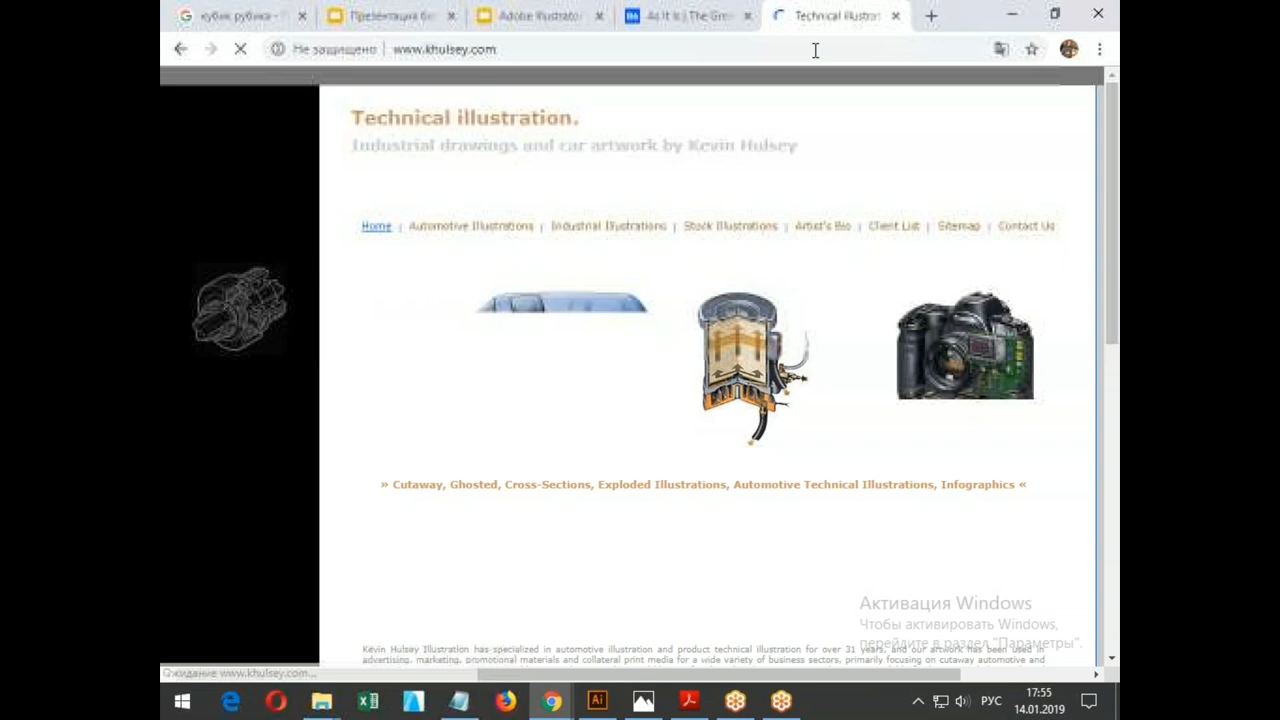 кубик рубика -
Презентация би
Adobe Illustrato
As It Is | The Gre
Technical illustrat
Не защищено
www.khulsey.com
Technical illustration.
Industrial drawings and car artwork by Kevin Hulsey
Home | Automotive Illustrations | Industrial Illustrations | Stock Illustrations | Artist's Bio | Client List | Sitemap | Contact Us
» Cutaway, Ghosted, Cross-Sections, Exploded Illustrations, Automotive Technical Illustrations, Infographics «
Активация Windows
Чтобы активировать Windows,
перейдите в раздел "Параметры".
Kevin Hulsey Illustration has specialized in automotive illustration and product technical illustration for over 31 years, and our artwork has been used in
advertising, marketing, promotional materials and collateral print media for a wide variety of business sectors, primarily focusing on cutaway automotive and
Ожидание www.khulsey.com...
Ai
РУС
17:55
14.01.2019